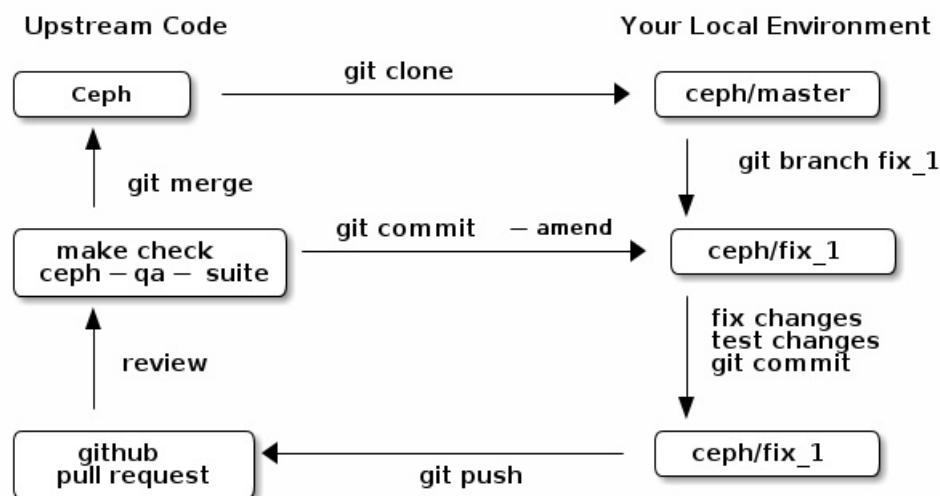 Upstream Code
Your Local Environment
git clone
Ceph
ceph/master
git merge
git branch fix_1
git commit – amend
make check
ceph – qa – suite
ceph/fix_1
fix changes
test changes
git commit
review
github
pull request
git push
ceph/fix_1